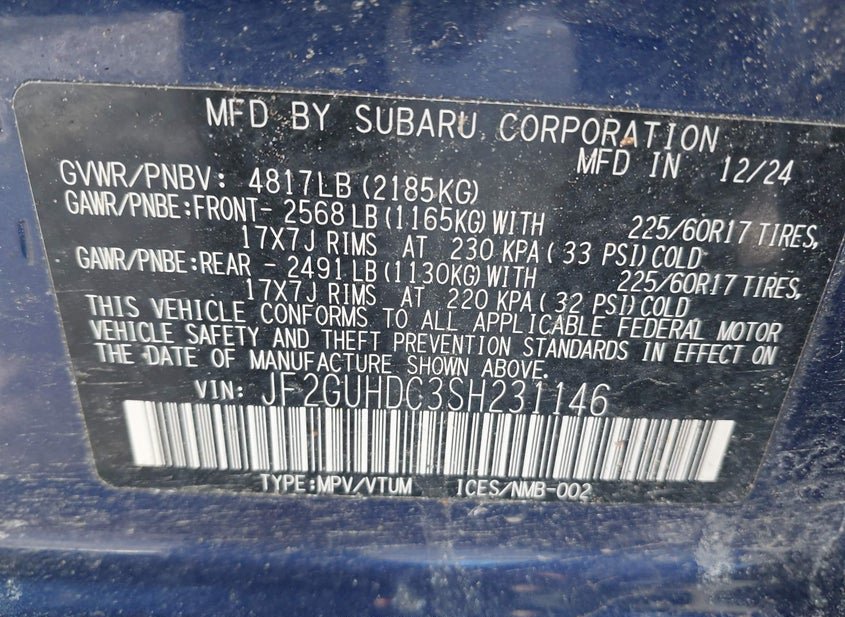 MFD BY SUBARU CORPORATION
MFD IN 12/24
GVWR/PNBV: 4817LB (2185KG)
GAWR/PNBE:FRONT- 2568 LB (1165KG) WITH 225/60R17 TIRES,
17X7J RIMS AT 230 KPA ( 33 PSI) COLD
GAWR/PNBE:REAR - 2491 LB (1130KG) WITH 225/60R17 TIRES,
17X7J RIMS AT 220 KPA ( 32 PSI) COLD
THIS VEHICLE CONFORMS TO ALL APPLICABLE FEDERAL MOTOR
VEHICLE SAFETY AND THEFT PREVENTION STANDARDS IN EFFECT ON
THE DATE OF MANUFACTURE SHOWN ABOVE.
VIN: JF2GUHDC3SH231146
TYPE:MPV/VTUM ICES/NMB-002